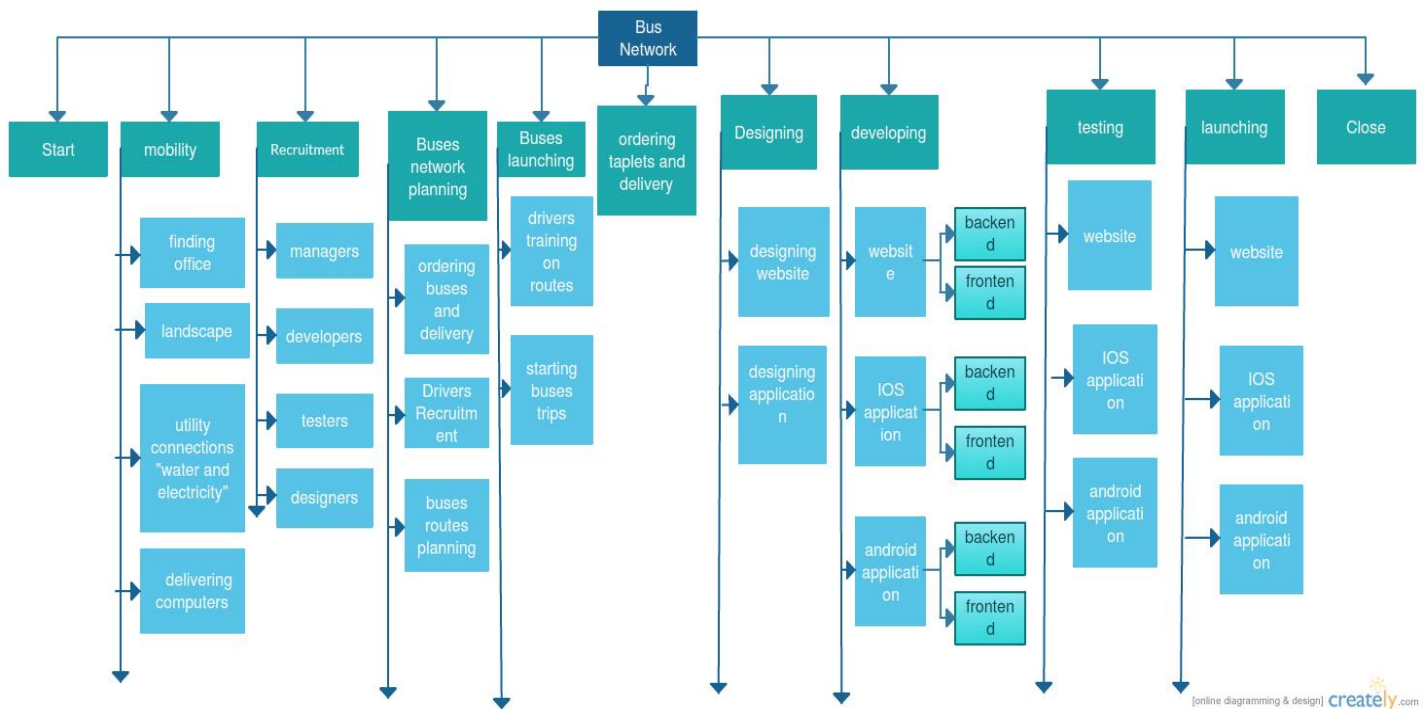 Bus
Network
Start
mobility
Recruitment
Buses
network
planning
Buses
launching
ordering
taplets and
delivery
Designing
developing
testing
launching
Close
finding
office
landscape
utility
connections
"water and
electricity"
delivering
computers
managers
developers
testers
designers
ordering
buses
and
delivery
Drivers
Recruitm
ent
buses
routes
planning
drivers
training
on
routes
starting
buses
trips
designing
website
designing
applicatio
n
websit
e
backen
d
fronten
d
IOS
applicat
ion
backen
d
fronten
d
android
applicati
on
backen
d
fronten
d
website
IOS
applicati
on
android
applicati
on
website
IOS
applicati
on
android
applicati
on
[online diagramming & design] creately.com